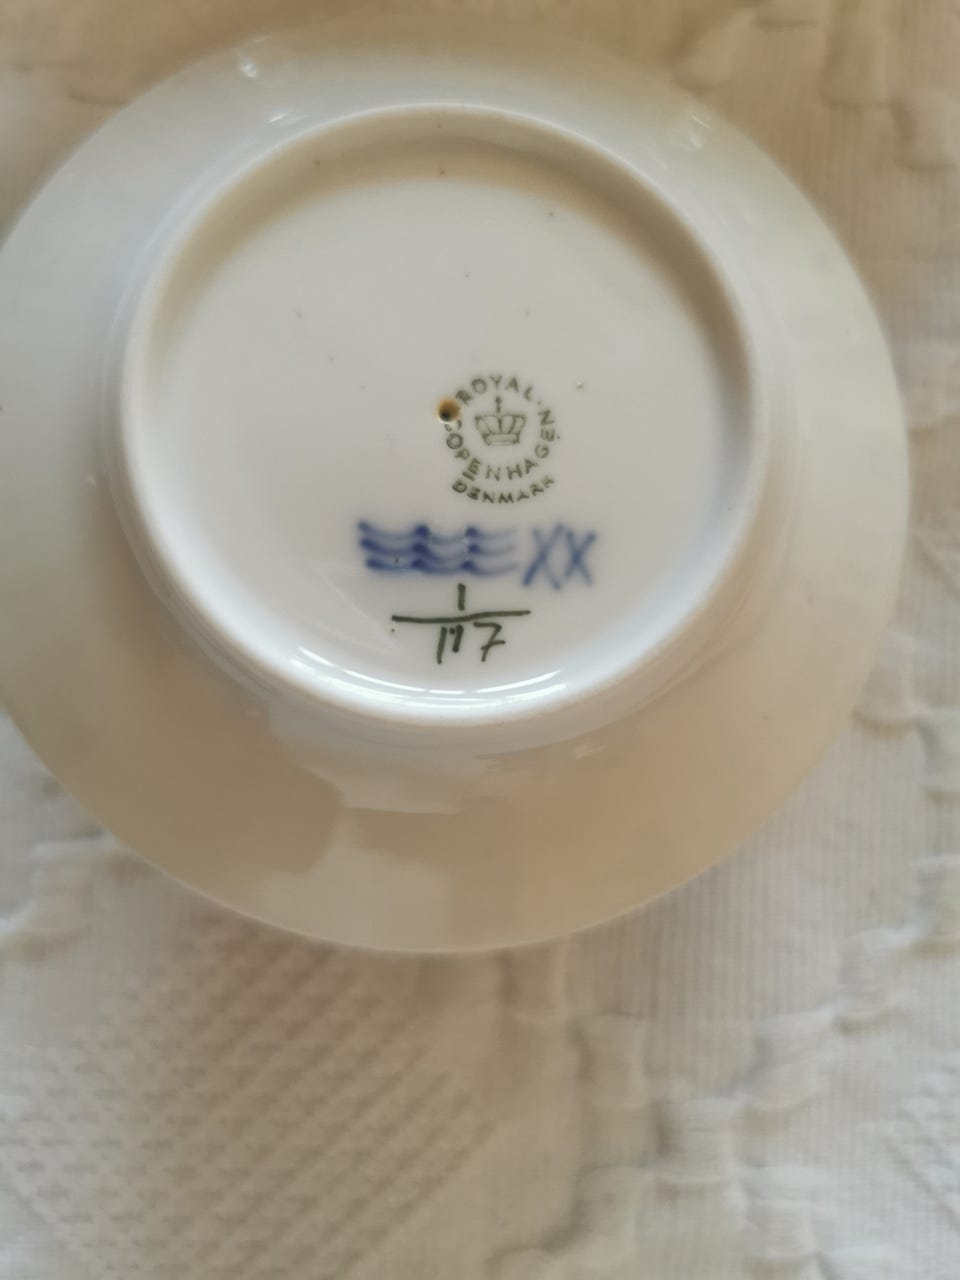 ROYAL
COPENHAGEN
DENMARK
XX
1
117